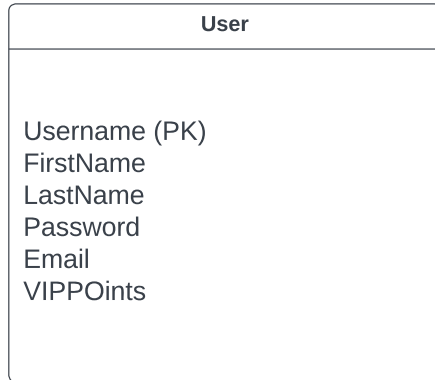 User
Username (PK)
FirstName
LastName
Password
Email
VIPPOints